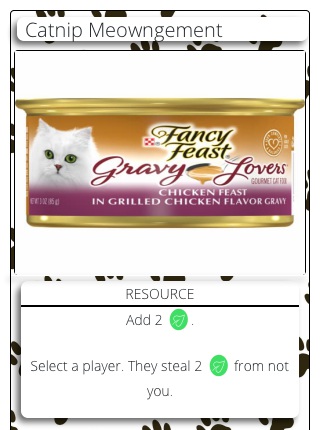 Catnip Meowngement
Fancy
Feast
Gravy Lovers
GOURMET CAT FOOD
CHICKEN FEAST
IN GRILLED CHICKEN FLAVOR GRAVY
NET WT 3 OZ (85 g)
RESOURCE
Add 2 .
Select a player. They steal 2 from not
you.